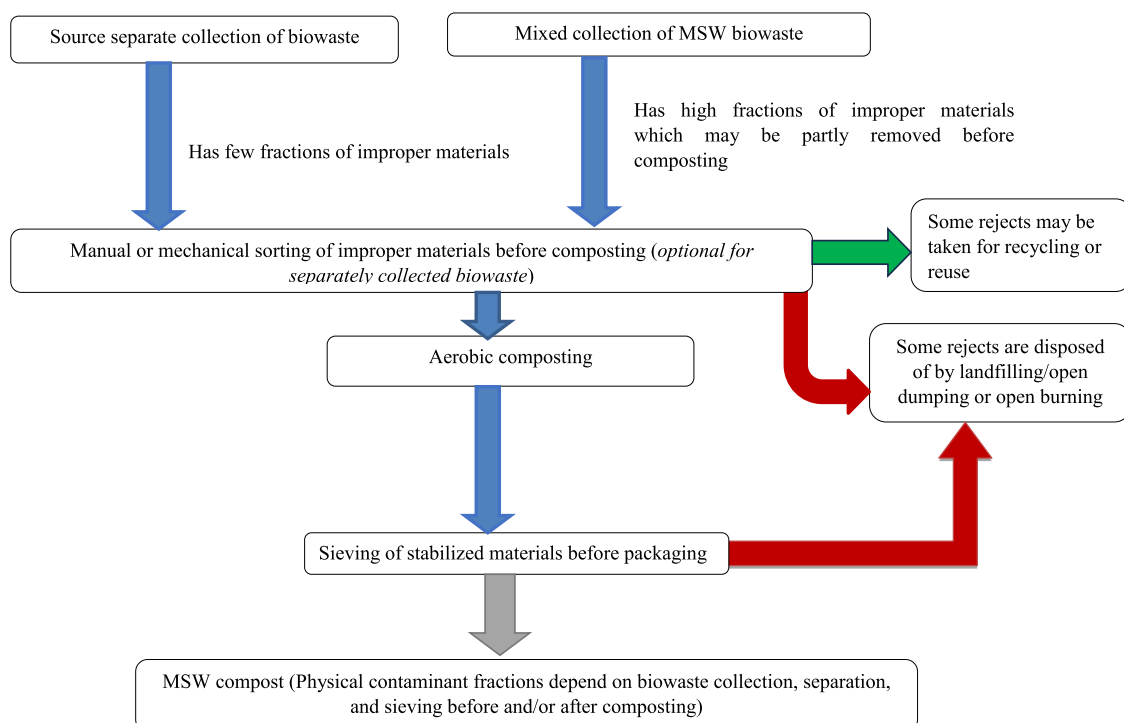 Source separate collection of biowaste
Mixed collection of MSW biowaste
Has high fractions of improper materials
which may be partly removed before
composting
Has few fractions of improper materials
Manual or mechanical sorting of improper materials before composting (optional for
separately collected biowaste)
Some rejects may be
taken for recycling or
reuse
Aerobic composting
Some rejects are disposed
of by landfilling/open
dumping or open burning
Sieving of stabilized materials before packaging
MSW compost (Physical contaminant fractions depend on biowaste collection, separation,
and sieving before and/or after composting)